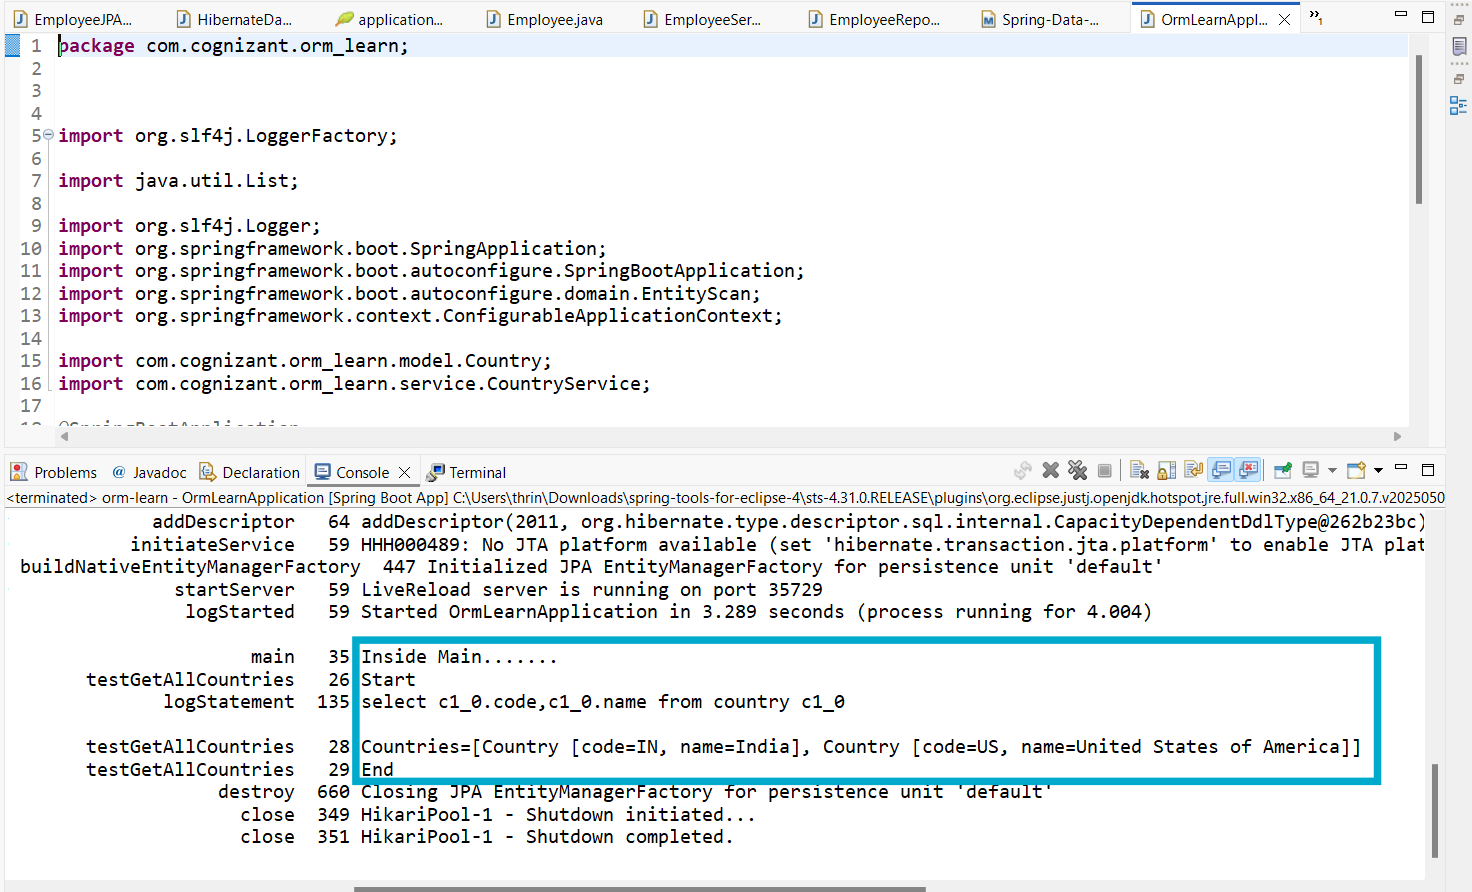 EmployeeJPA... HibernateDa... application... Employee.java EmployeeSer... EmployeeRepo... Spring-Data-... OrmLearnAppl... »1
1 package com.cognizant.orm_learn;
2
3
4
5 import org.slf4j.LoggerFactory;
6
7 import java.util.List;
8
9 import org.slf4j.Logger;
10 import org.springframework.boot.SpringApplication;
11 import org.springframework.boot.autoconfigure.SpringBootApplication;
12 import org.springframework.boot.autoconfigure.domain.EntityScan;
13 import org.springframework.context.ConfigurableApplicationContext;
14
15 import com.cognizant.orm_learn.model.Country;
16 import com.cognizant.orm_learn.service.CountryService;
17
Problems @ Javadoc Declaration Console Terminal
<terminated> orm-learn - OrmLearnApplication [Spring Boot App] C:\Users\thrin\Downloads\spring-tools-for-eclipse-4\sts-4.31.0.RELEASE\plugins\org.eclipse.justj.openjdk.hotspot.jre.full.win32.x86_64_21.0.7.v2025050
addDescriptor 64 addDescriptor(2011, org.hibernate.type.descriptor.sql.internal.CapacityDependentDdlType@262b23bc)
initiateService 59 HHH000489: No JTA platform available (set 'hibernate.transaction.jta.platform' to enable JTA plat
buildNativeEntityManagerFactory 447 Initialized JPA EntityManagerFactory for persistence unit 'default'
startServer 59 LiveReload server is running on port 35729
logStarted 59 Started OrmLearnApplication in 3.289 seconds (process running for 4.004)
main 35 Inside Main.......
testGetAllCountries 26 Start
logStatement 135 select c1_0.code,c1_0.name from country c1_0
testGetAllCountries 28 Countries=[Country [code=IN, name=India], Country [code=US, name=United States of America]]
testGetAllCountries 29 End
destroy 660 Closing JPA EntityManagerFactory for persistence unit 'default'
close 349 HikariPool-1 - Shutdown initiated...
close 351 HikariPool-1 - Shutdown completed.